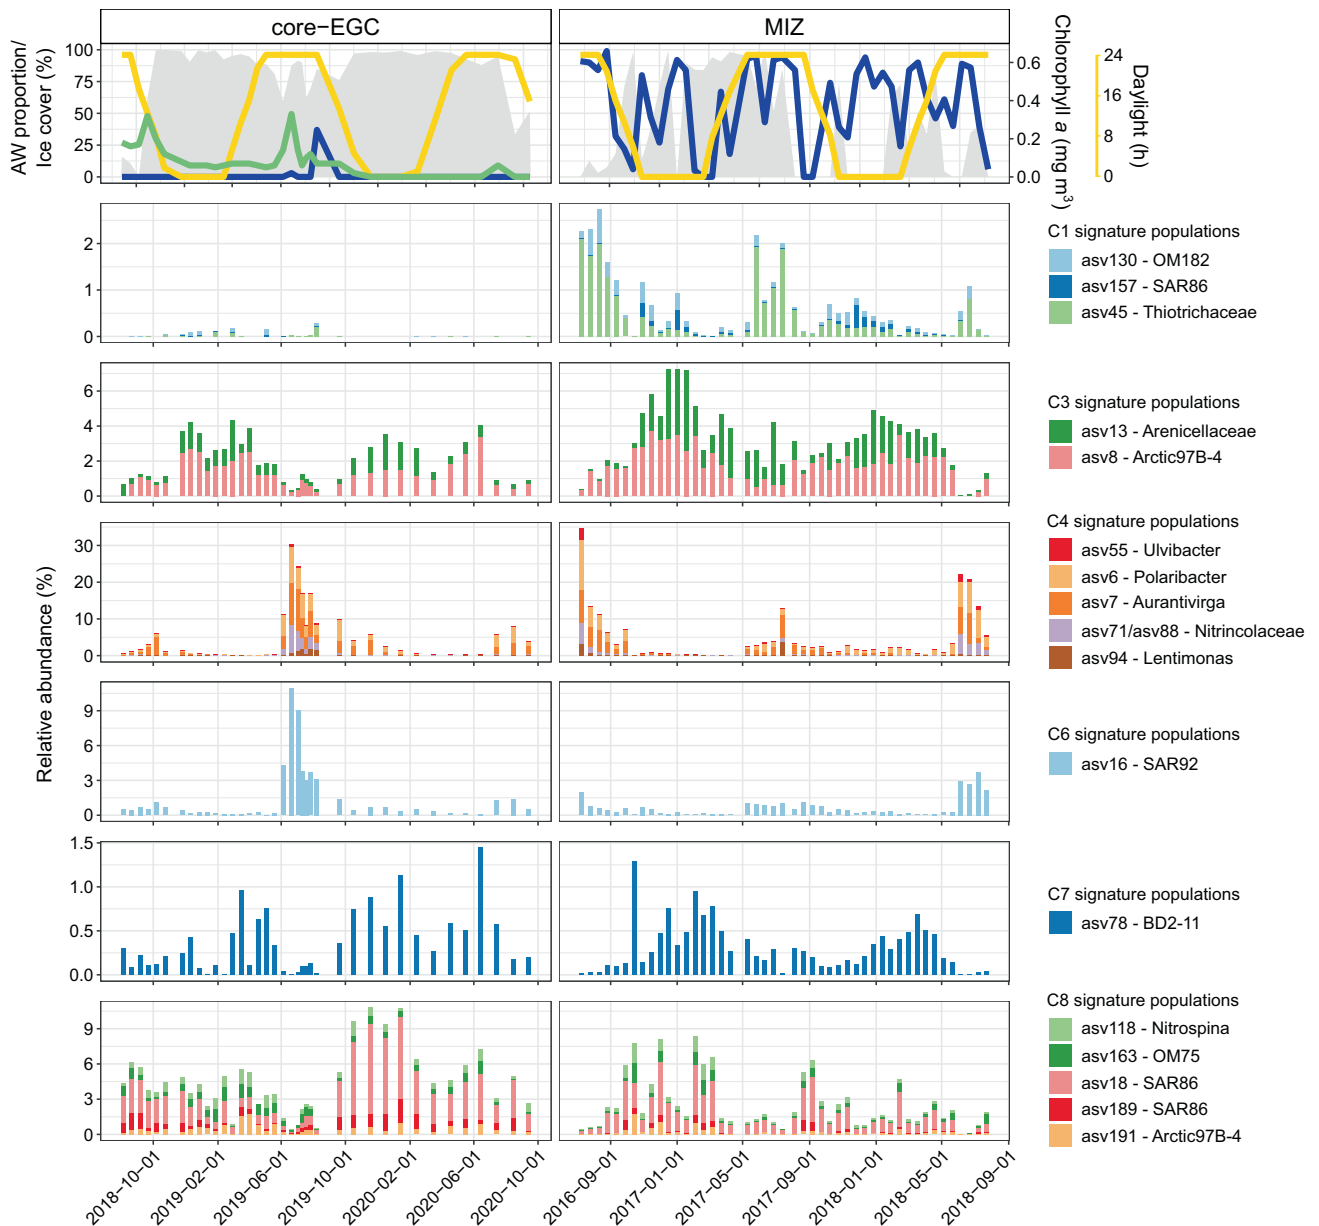 core−EGC
MIZ
AW proportion/
Ice cover (%)
100
75
50
25
0
0.6
0.4
0.2
0.0
Chlorophyll a (mg m3)
24
16
8
0
Daylight (h)
Relative abundance (%)
2
1
0
C1 signature populations
asv130 - OM182
asv157 - SAR86
asv45 - Thiotrichaceae
6
4
2
0
C3 signature populations
asv13 - Arenicellaceae
asv8 - Arctic97B-4
30
20
10
0
C4 signature populations
asv55 - Ulvibacter
asv6 - Polaribacter
asv7 - Aurantivirga
asv71/asv88 - Nitrincolaceae
asv94 - Lentimonas
9
6
3
0
C6 signature populations
asv16 - SAR92
1.5
1.0
0.5
0.0
C7 signature populations
asv78 - BD2-11
9
6
3
0
C8 signature populations
asv118 - Nitrospina
asv163 - OM75
asv18 - SAR86
asv189 - SAR86
asv191 - Arctic97B-4
2018−10−01
2019−02−01
2019−06−01
2019−10−01
2020−02−01
2020−06−01
2020−10−01
2016−09−01
2017−01−01
2017−05−01
2017−09−01
2018−01−01
2018−05−01
2018−09−01